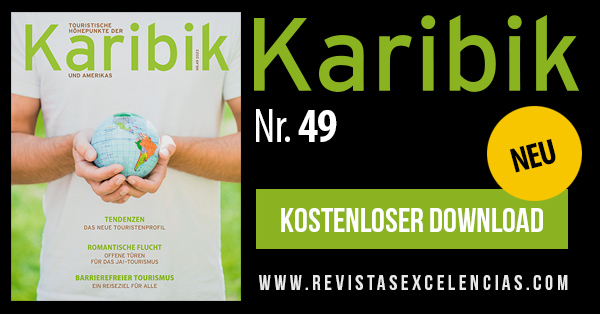 TOURISTISCHE
HÖHEPUNKTE DER
Karibik
UND AMERIKAS
TENDENZEN
DAS NEUE TOURISTENPROFIL
ROMANTISCHE FLUCHT
OFFENE TÜREN
FÜR DAS JA!-TOURISMUS
BARRIEREFREIER TOURISMUS
EIN REISEZIEL FÜR ALLE
Karibik
Nr. 49
NEU
KOSTENLOSER DOWNLOAD
WWW.REVISTASEXCELENCIAS.COM